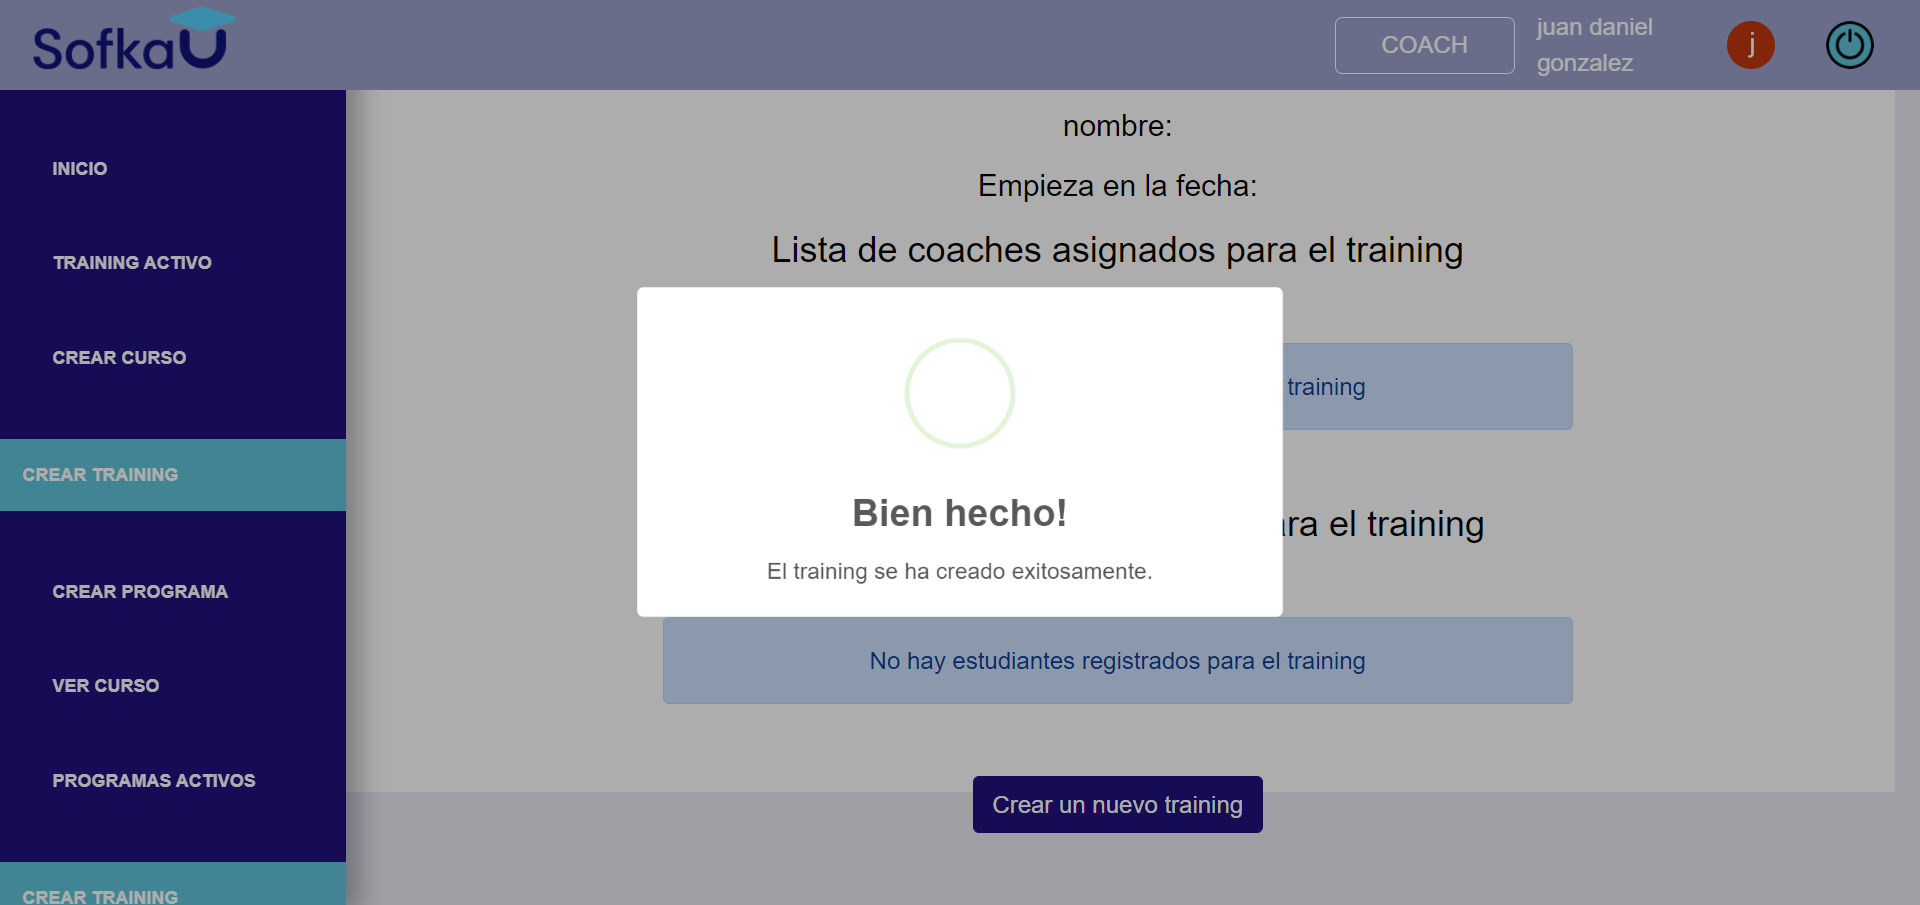 SofkaU
COACH
juan daniel
gonzalez
j
INICIO
TRAINING ACTIVO
CREAR CURSO
CREAR TRAINING
CREAR PROGRAMA
VER CURSO
PROGRAMAS ACTIVOS
CREAR TRAINING
nombre:
Empieza en la fecha:
Lista de coaches asignados para el training
training
Bien hecho!
El training se ha creado exitosamente.
el training
No hay estudiantes registrados para el training
Crear un nuevo training